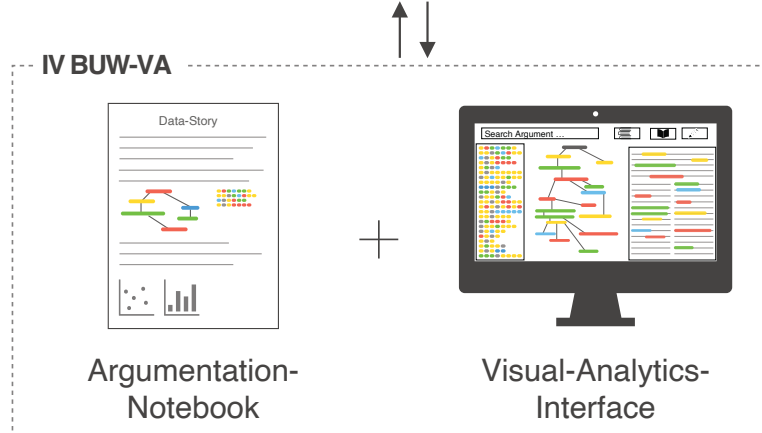 IV BUW-VA
Data-Story
Search Argument ...
Argumentation-
Notebook
Visual-Analytics-
Interface